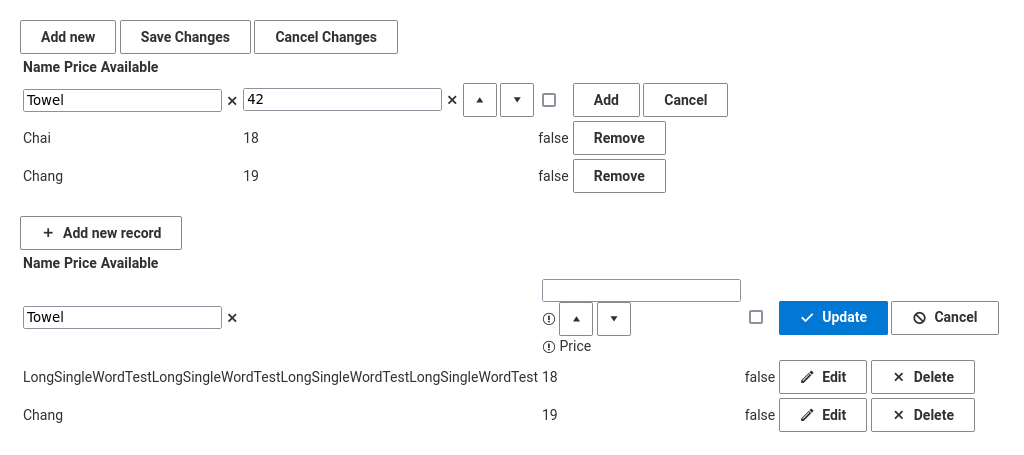 Add new Save Changes Cancel Changes
Name Price Available
Towel 42 Add Cancel
Chai 18 false Remove
Chang 19 false Remove
Add new record
Name Price Available
Towel Update Cancel
Price
LongSingleWordTestLongSingleWordTestLongSingleWordTestLongSingleWordTest 18 false Edit Delete
Chang 19 false Edit Delete